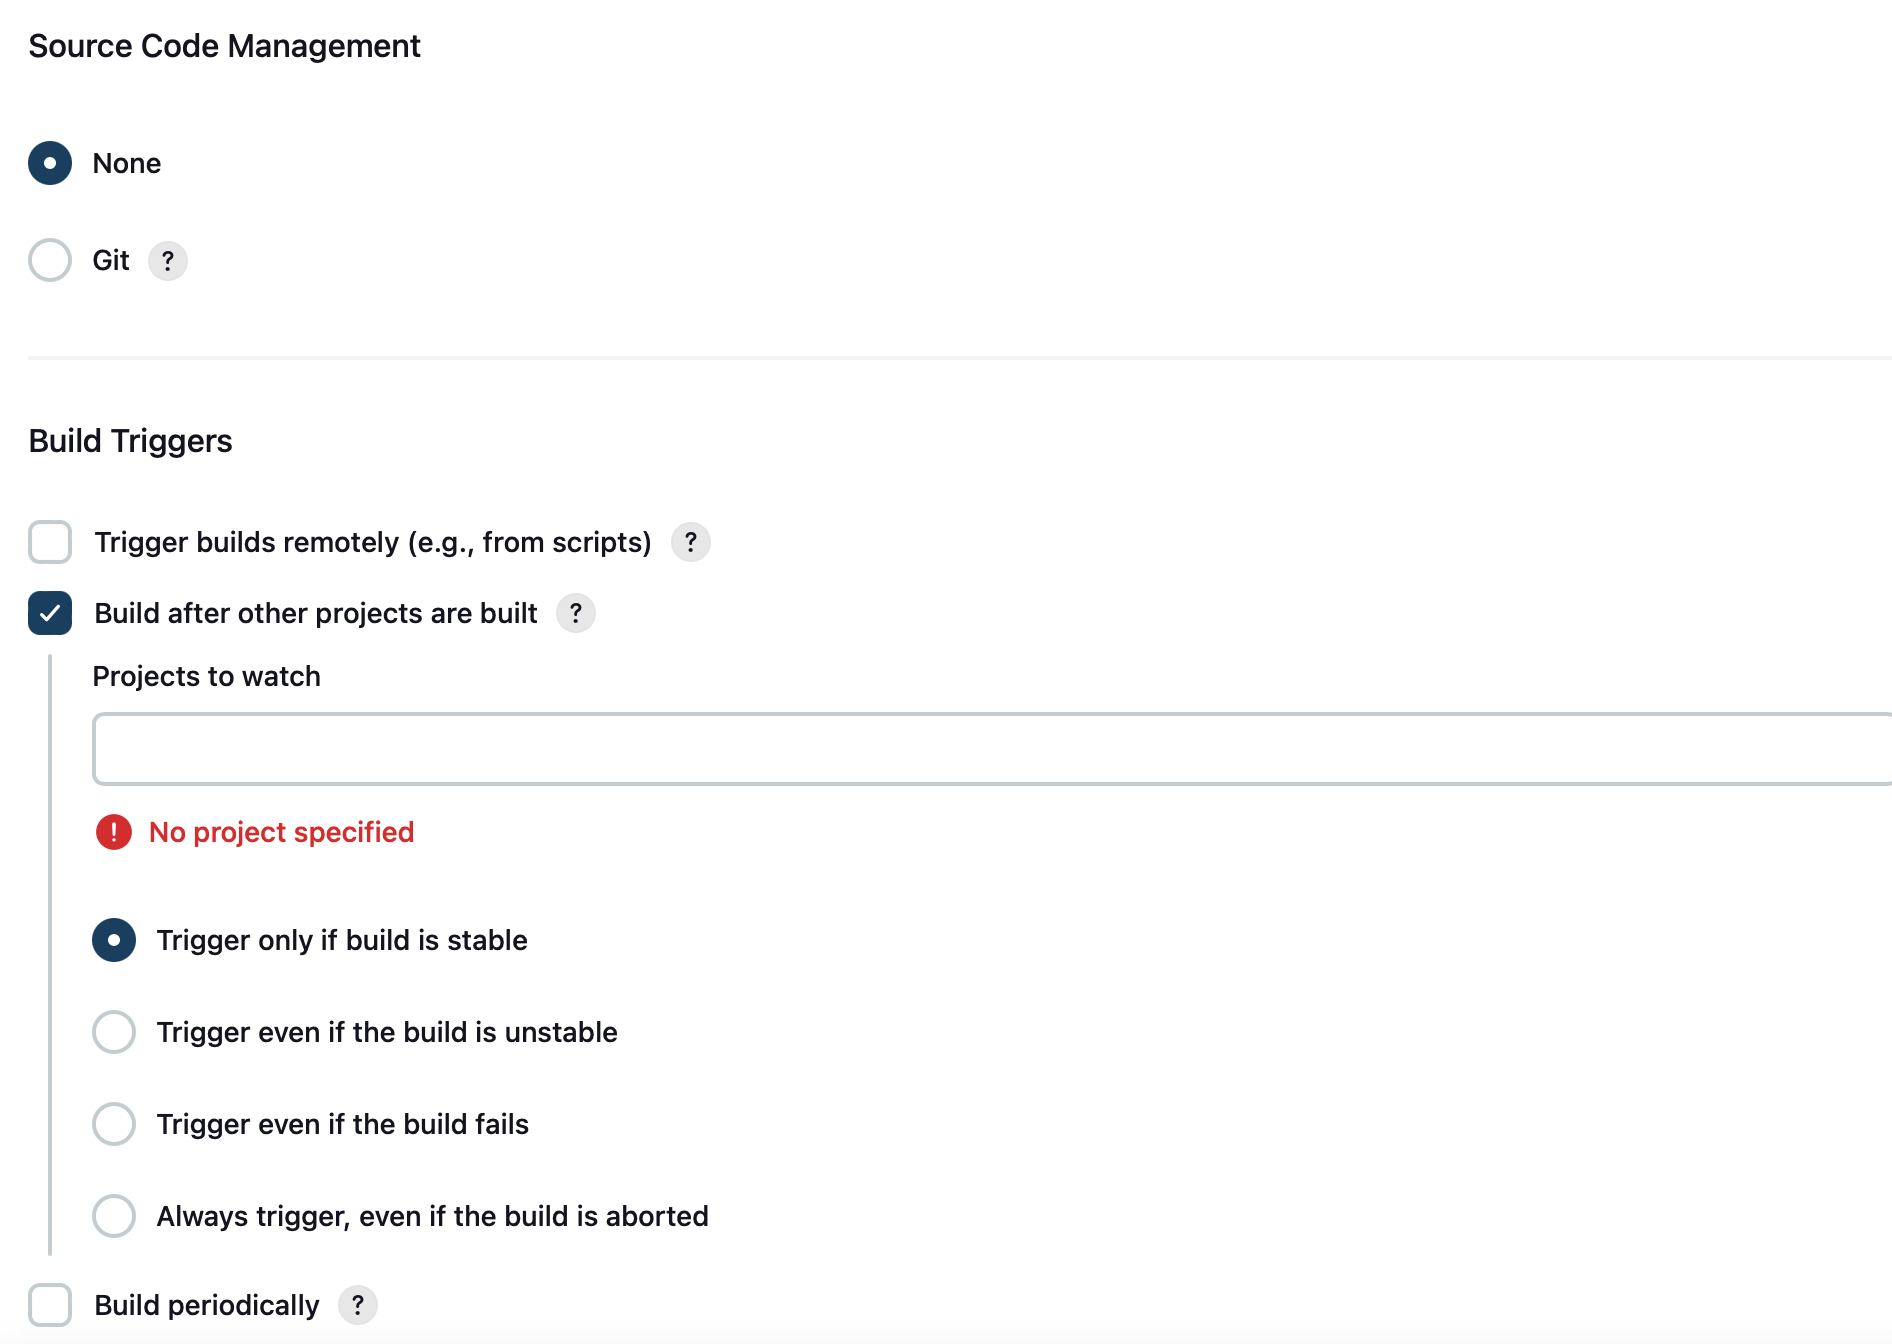 Source Code Management
None
Git ?
Build Triggers
Trigger builds remotely (e.g., from scripts) ?
Build after other projects are built ?
Projects to watch
! No project specified
Trigger only if build is stable
Trigger even if the build is unstable
Trigger even if the build fails
Always trigger, even if the build is aborted
Build periodically ?